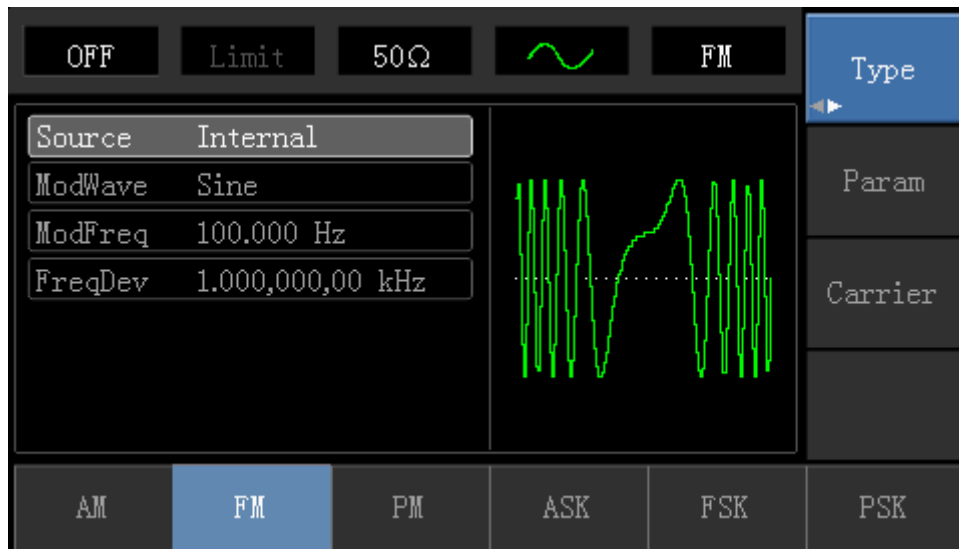 OFF Limit 50Ω FM
Type
Source Internal
ModWave Sine
ModFreq 100.000 Hz
FreqDev 1.000,000,00 kHz
Param
Carrier
AM FM PM ASK FSK PSK